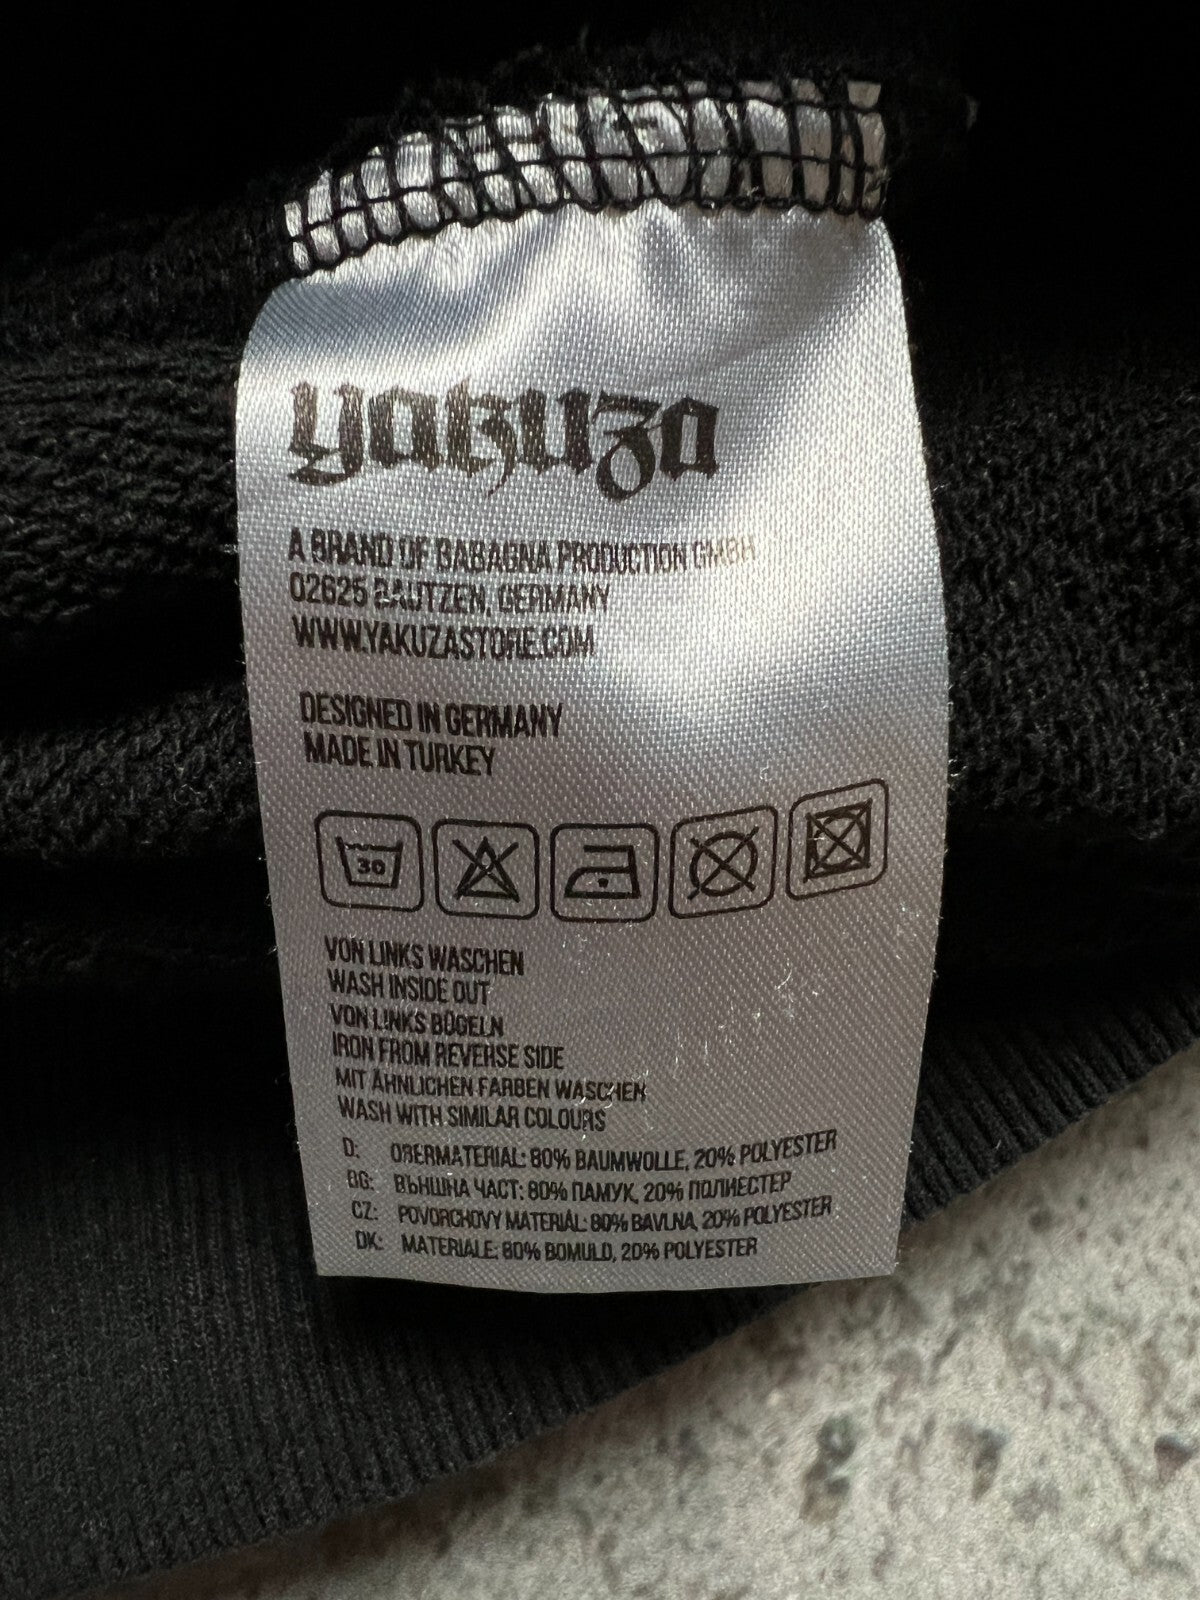 yakuza
A BRAND OF BABAGNA PRODUCTION GMBH
02625 BAUTZEN, GERMANY
WWW.YAKUZASTORE.COM
DESIGNED IN GERMANY
MADE IN TURKEY
30
VON LINKS WASCHEN
WASH INSIDE OUT
VON LINKS BÜGELN
IRON FROM REVERSE SIDE
MIT ÄHNLICHEN FARBEN WASCHEN
WASH WITH SIMILAR COLOURS
D: OBERMATERIAL: 80% BAUMWOLLE, 20% POLYESTER
BG: ВЪНШНА ЧАСТ: 80% ПАМУК, 20% ПОЛИЕСТЕР
CZ: POVORCHOVY MATERIÁL: 80% BAVLNA, 20% POLYESTER
DK: MATERIALE: 80% BOMULD, 20% POLYESTER